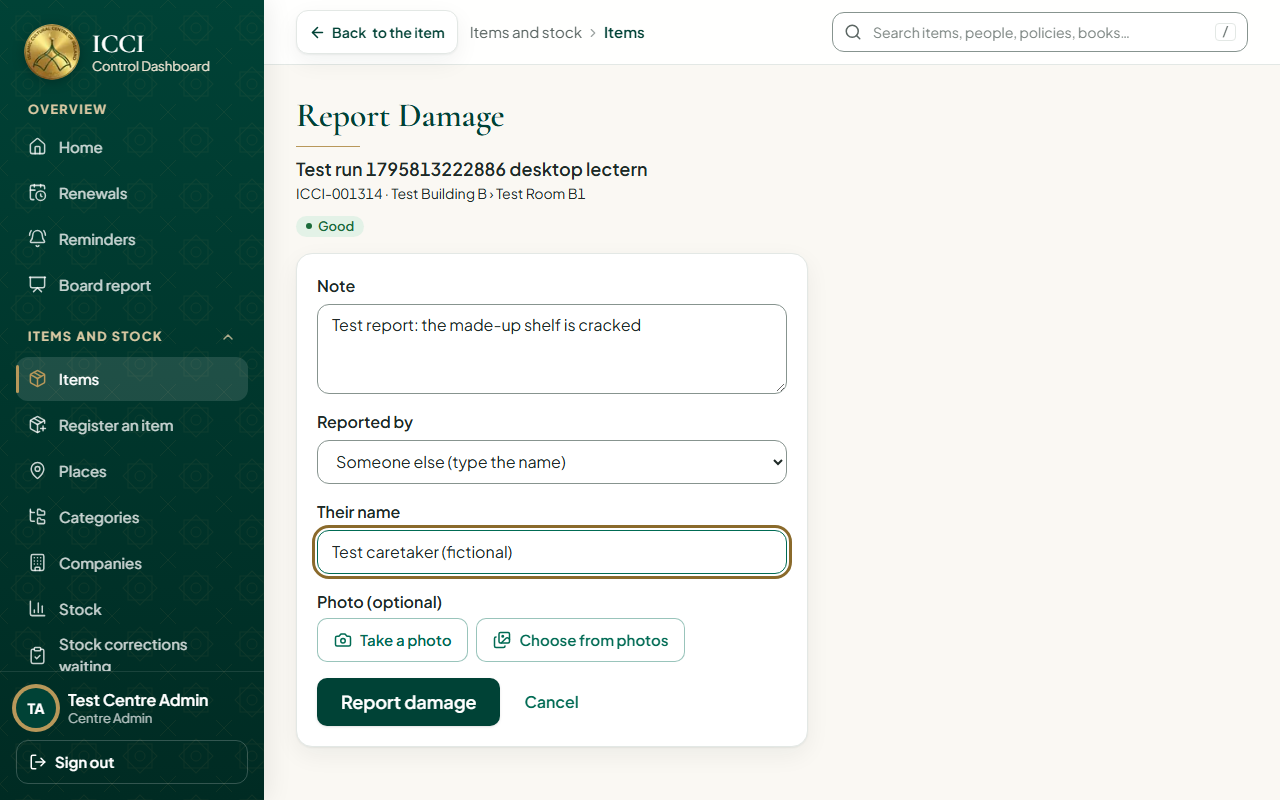 ICCI
Control Dashboard
OVERVIEW
Home
Renewals
Reminders
Board report
ITEMS AND STOCK
Items
Register an item
Places
Categories
Companies
Stock
Stock corrections
waiting
TA
Test Centre Admin
Centre Admin
Sign out
Back to the item
Items and stock › Items
Search items, people, policies, books…
/
Report Damage
Test run 1795813222886 desktop lectern
ICCI-001314 · Test Building B › Test Room B1
Good
Note
Test report: the made-up shelf is cracked
Reported by
Someone else (type the name)
Their name
Test caretaker (fictional)
Photo (optional)
Take a photo
Choose from photos
Report damage
Cancel